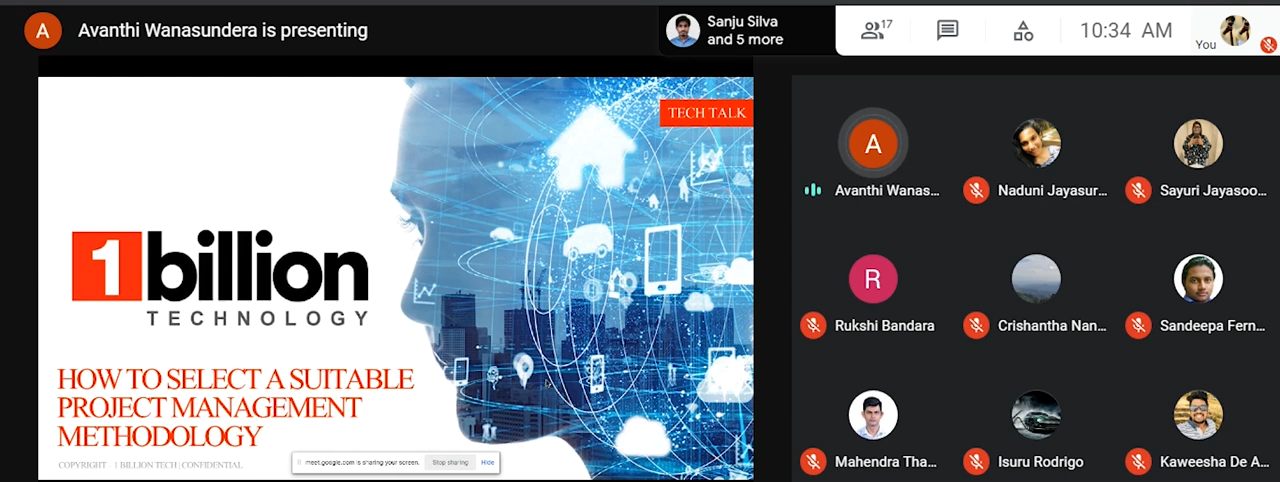 A
Avanthi Wanasundera is presenting
Sanju Silva
and 5 more
17
10:34 AM
You
TECH TALK
1billion
TECHNOLOGY
HOW TO SELECT A SUITABLE
PROJECT MANAGEMENT
METHODOLOGY
COPYRIGHT 1 BILLION TECH | CONFIDENTIAL
meet.google.com is sharing your screen.
Stop sharing
Hide
A
Avanthi Wanas...
Naduni Jayasur...
Sayuri Jayasoo...
R
Rukshi Bandara
Crishantha Nan...
Sandeepa Fern...
Mahendra Tha...
Isuru Rodrigo
Kaweesha De A...